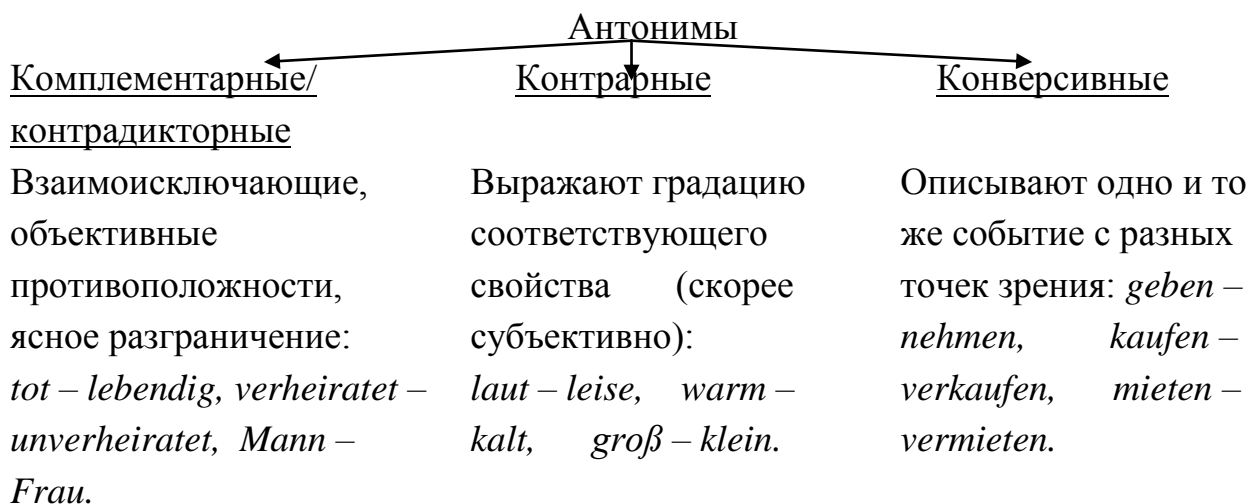 Антонимы
Комплементарные/
контрадикторные
Взаимоисключающие,
объективные
противоположности,
ясное разграничение:
tot – lebendig, verheiratet –
unverheiratet, Mann –
Frau.
Контрарные
Выражают градацию
соответствующего
свойства (скорее
субъективно):
laut – leise, warm –
kalt, groß – klein.
Конверсивные
Описывают одно и то
же событие с разных
точек зрения: geben –
nehmen, kaufen –
verkaufen, mieten –
vermieten.